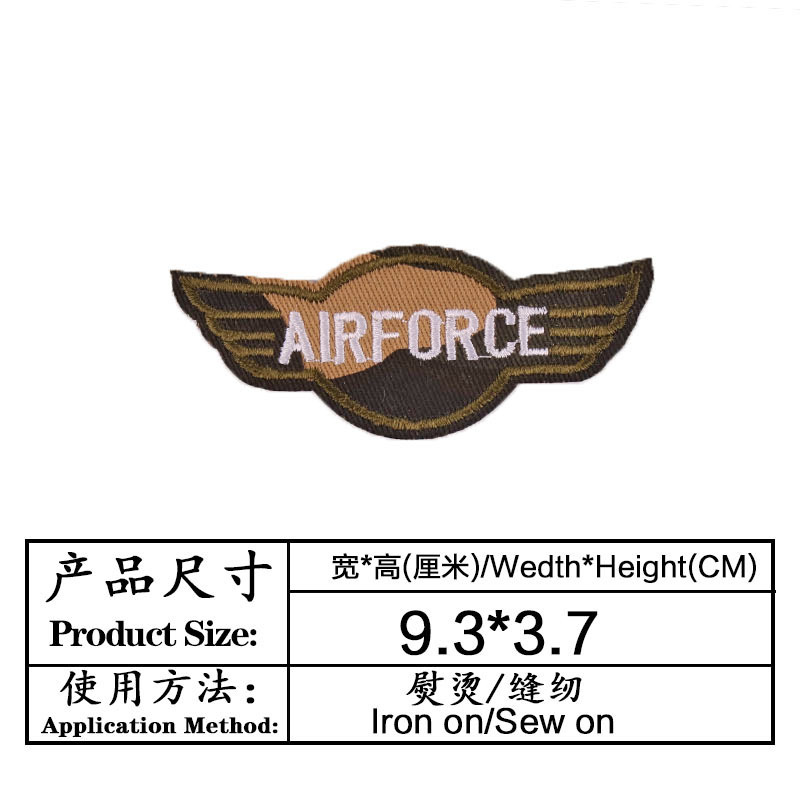 AIRFORCE
产品尺寸
Product Size:
宽*高(厘米)/Wedth*Height(CM)
9.3*3.7
使用方法:
Application Method:
熨烫/缝纫
Iron on/Sew on